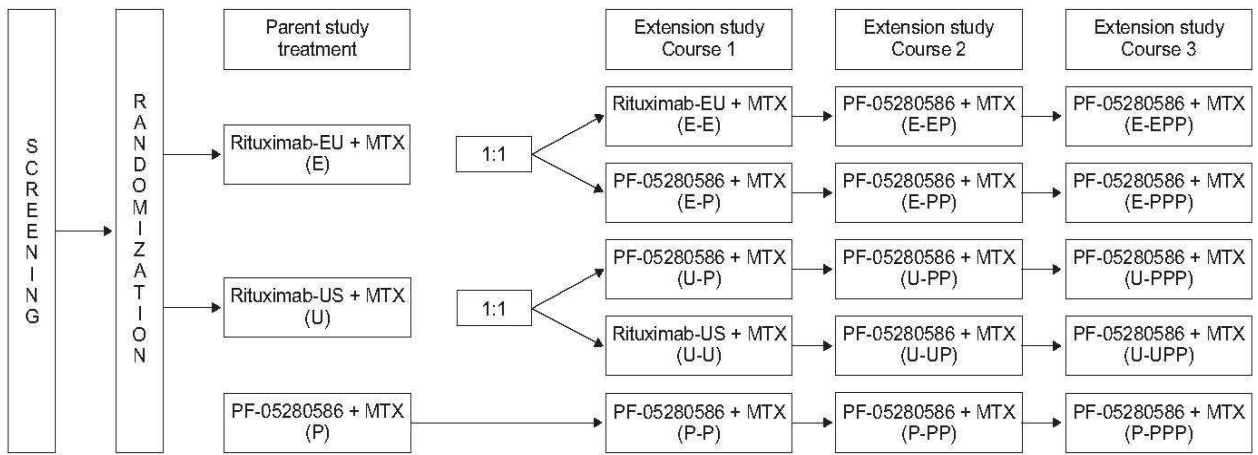 SCREENING
RANDOMIZATION
Parent study
treatment
Extension study
Course 1
Extension study
Course 2
Extension study
Course 3
Rituximab-EU + MTX
(E)
1:1
Rituximab-EU + MTX
(E-E)
PF-05280586 + MTX
(E-EP)
PF-05280586 + MTX
(E-EPP)
PF-05280586 + MTX
(E-P)
PF-05280586 + MTX
(E-PP)
PF-05280586 + MTX
(E-PPP)
Rituximab-US + MTX
(U)
1:1
PF-05280586 + MTX
(U-P)
PF-05280586 + MTX
(U-PP)
PF-05280586 + MTX
(U-PPP)
Rituximab-US + MTX
(U-U)
PF-05280586 + MTX
(U-UP)
PF-05280586 + MTX
(U-UPP)
PF-05280586 + MTX
(P)
PF-05280586 + MTX
(P-P)
PF-05280586 + MTX
(P-PP)
PF-05280586 + MTX
(P-PPP)